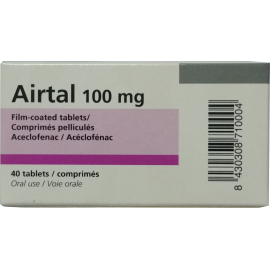 Airtal 100 mg
Film-coated tablets/
Comprimés pelliculés
Aceclofenac / Acéclofénac
40 tablets / comprimés
Oral use / Voie orale
8 430308 710004